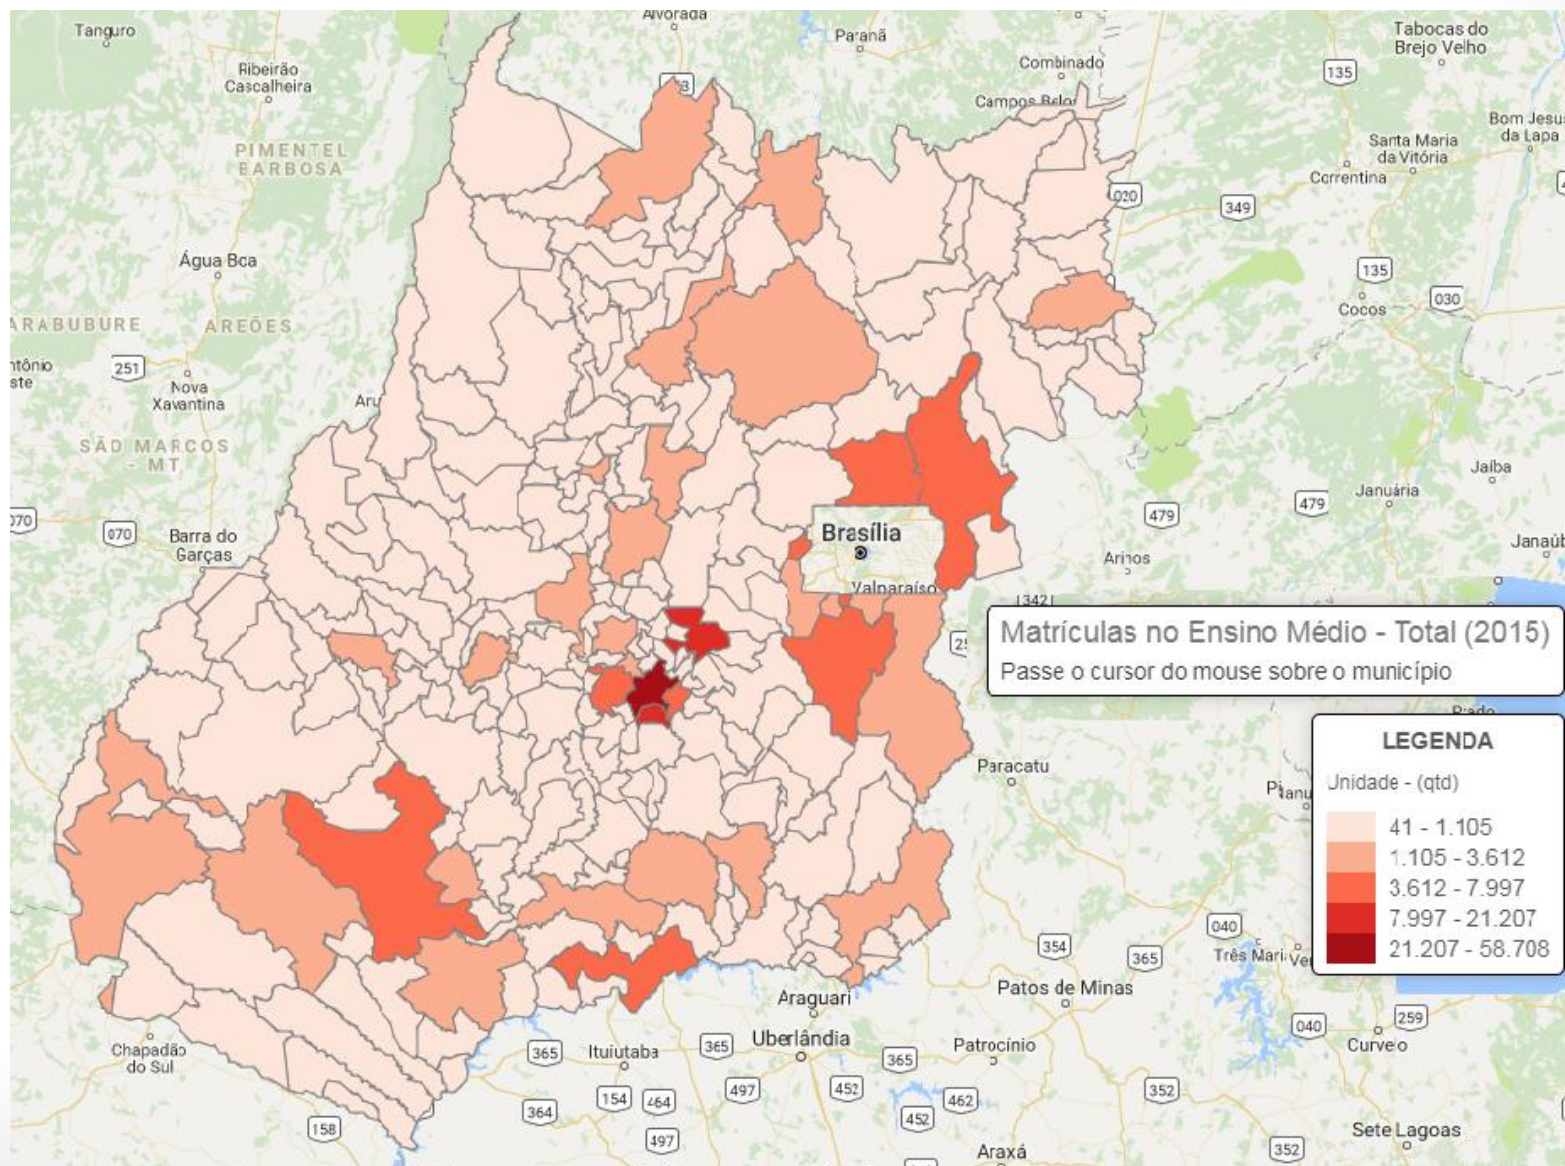 Tanguro
Alvorada
Paranã
Tabocas do
Brejo Velho
Ribeirão
Cascalheira
Combinado
135
3
Campos Belos
Bom Jesus
da Lapa
PIMENTEL
BARBOSA
Santa Maria
da Vitória
Correntina
020
349
Água Boa
135
Cocos
030
ARABUBURE
AREÕES
251
Nova
Xavantina
Aru
SÃO MARCOS
- MT
Jaíba
Januária
479
479
070
070
Barra do
Garças
Brasília
Arinos
Janaúb
Valparaíso
342
Matrículas no Ensino Médio - Total (2015)
Passe o cursor do mouse sobre o município
LEGENDA
Unidade - (qtd)
41 - 1.105
1.105 - 3.612
3.612 - 7.997
7.997 - 21.207
21.207 - 58.708
Paracatu
040
354
365
Três Mari
Patos de Minas
Araguari
040
259
Curvelo
Chapadão
do Sul
365
Ituiutaba
365
Uberlândia
365
Patrocínio
497
452
364
154
464
452
462
352
158
497
Araxá
Sete Lagoas
352